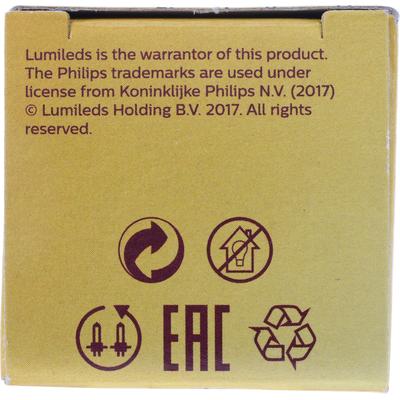 Lumileds is the warrantor of this product.
The Philips trademarks are used under
license from Koninklijke Philips N.V. (2017)
© Lumileds Holding B.V. 2017. All rights
reserved.
EAC